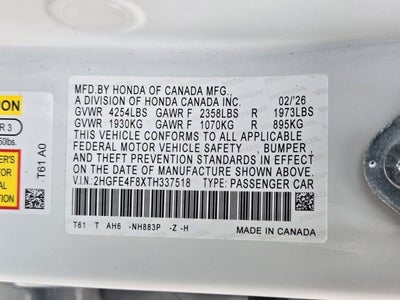 MFD.BY HONDA OF CANADA MFG.,
A DIVISION OF HONDA CANADA INC. 02/'26
GVWR 4254LBS GAWR F 2358LBS R 1973LBS
GVWR 1930KG GAWR F 1070KG R 895KG
THIS VEHICLE CONFORMS TO ALL APPLICABLE
FEDERAL MOTOR VEHICLE SAFETY BUMPER ,
AND THEFT PREVENTION STANDARDS IN EFFECT
ON THE DATE OF MANUFACTURE SHOWN ABOVE.
V.I.N.:2HGFE4F8XTH337518 TYPE: PASSENGER CAR
T61 T AH6 -NH883P -Z -H
MADE IN CANADA
T61 A0
R 3
50lbs.